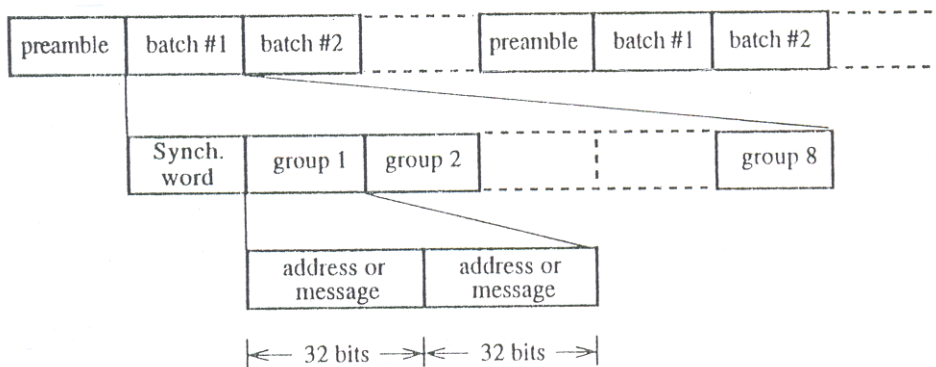 preamble batch #1 batch #2 preamble batch #1 batch #2
Synch. word group 1 group 2 group 8
address or message address or message
32 bits 32 bits